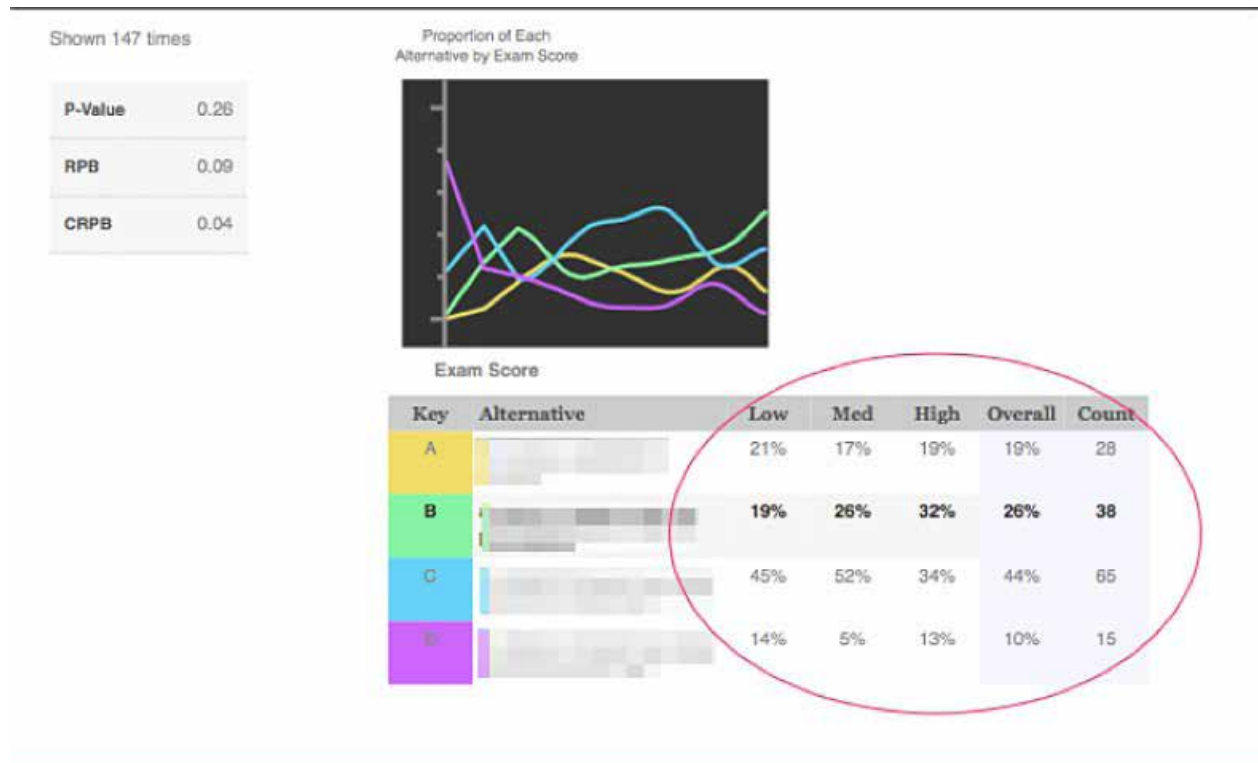 Shown 147 times
Proportion of Each
Alternative by Exam Score
P-Value 0.26
RPB 0.09
CRPB 0.04
Exam Score
Key Alternative Low Med High Overall Count
A 21% 17% 19% 19% 28
B 19% 26% 32% 26% 38
C 45% 52% 34% 44% 65
D 14% 5% 13% 10% 15